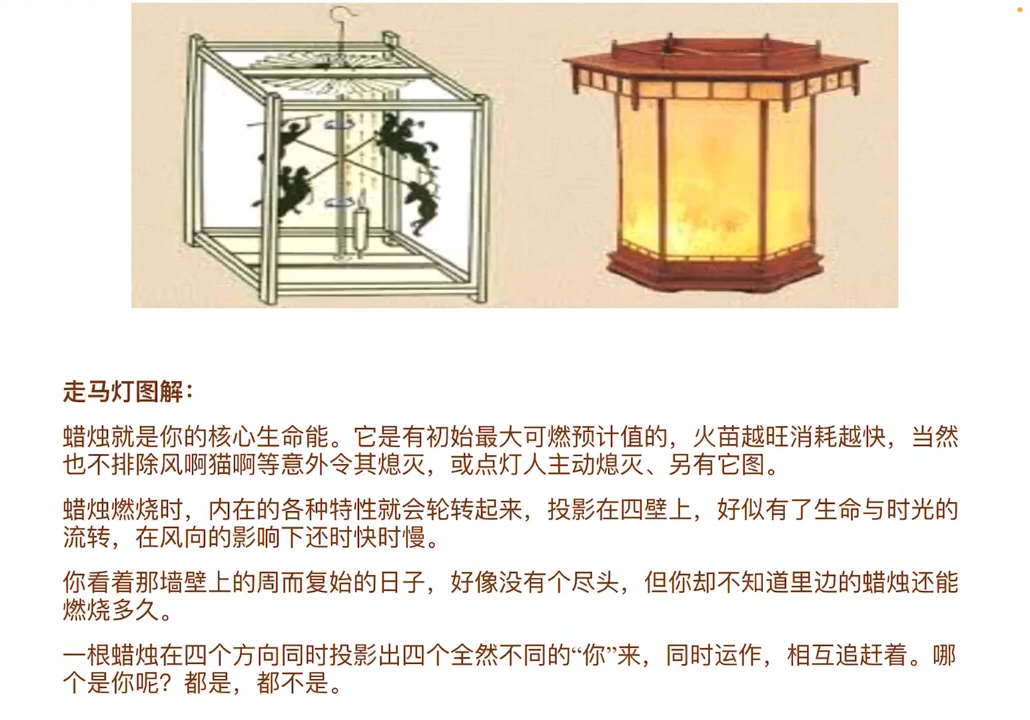 走马灯图解：
蜡烛就是你的核心生命能。它是有初始最大可燃预计值的，火苗越旺消耗越快，当然
也不排除风啊猫啊等意外令其熄灭，或点灯人主动熄灭、另有它图。
蜡烛燃烧时，内在的各种特性就会轮转起来，投影在四壁上，好似有了生命与时光的
流转，在风向的影响下还时快时慢。
你看着那墙壁上的周而复始的日子，好像没有个尽头，但你却不知道里边的蜡烛还能
燃烧多久。
一根蜡烛在四个方向同时投影出四个全然不同的“你”来，同时运作，相互追赶着。哪
个是你呢？都是，都不是。